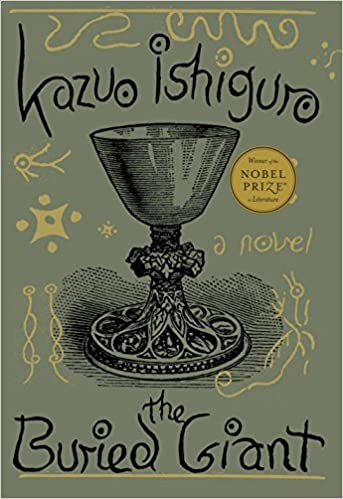 Kazuo Ishiguro
Winner of the
NOBEL
PRIZE®
in Literature
a novel
the
Buried Giant